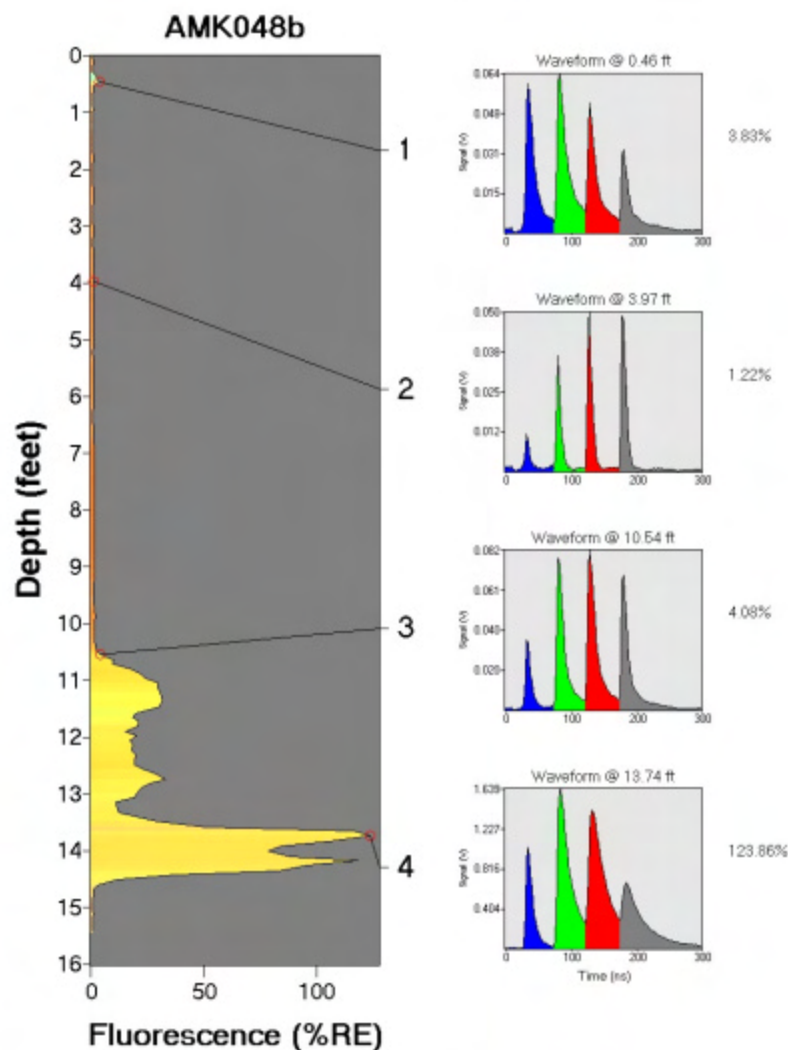 AMK048b
0
1
2
3
4
5
6
7
8
9
10
11
12
13
14
15
16
Depth (feet)
0 50 100
Fluorescence (%RE)
1
2
3
4
Waveform @ 0.46 ft
0.064
0.048
0.031
0.015
Signal (V)
0 100 200 300
3.83%
Waveform @ 3.97 ft
0.050
0.038
0.025
0.012
Signal (V)
0 100 200 300
1.22%
Waveform @ 10.54 ft
0.082
0.061
0.040
0.020
Signal (V)
0 100 200 300
4.08%
Waveform @ 13.74 ft
1.639
1.227
0.816
0.404
Signal (V)
0 100 200 300
Time (ns)
123.86%